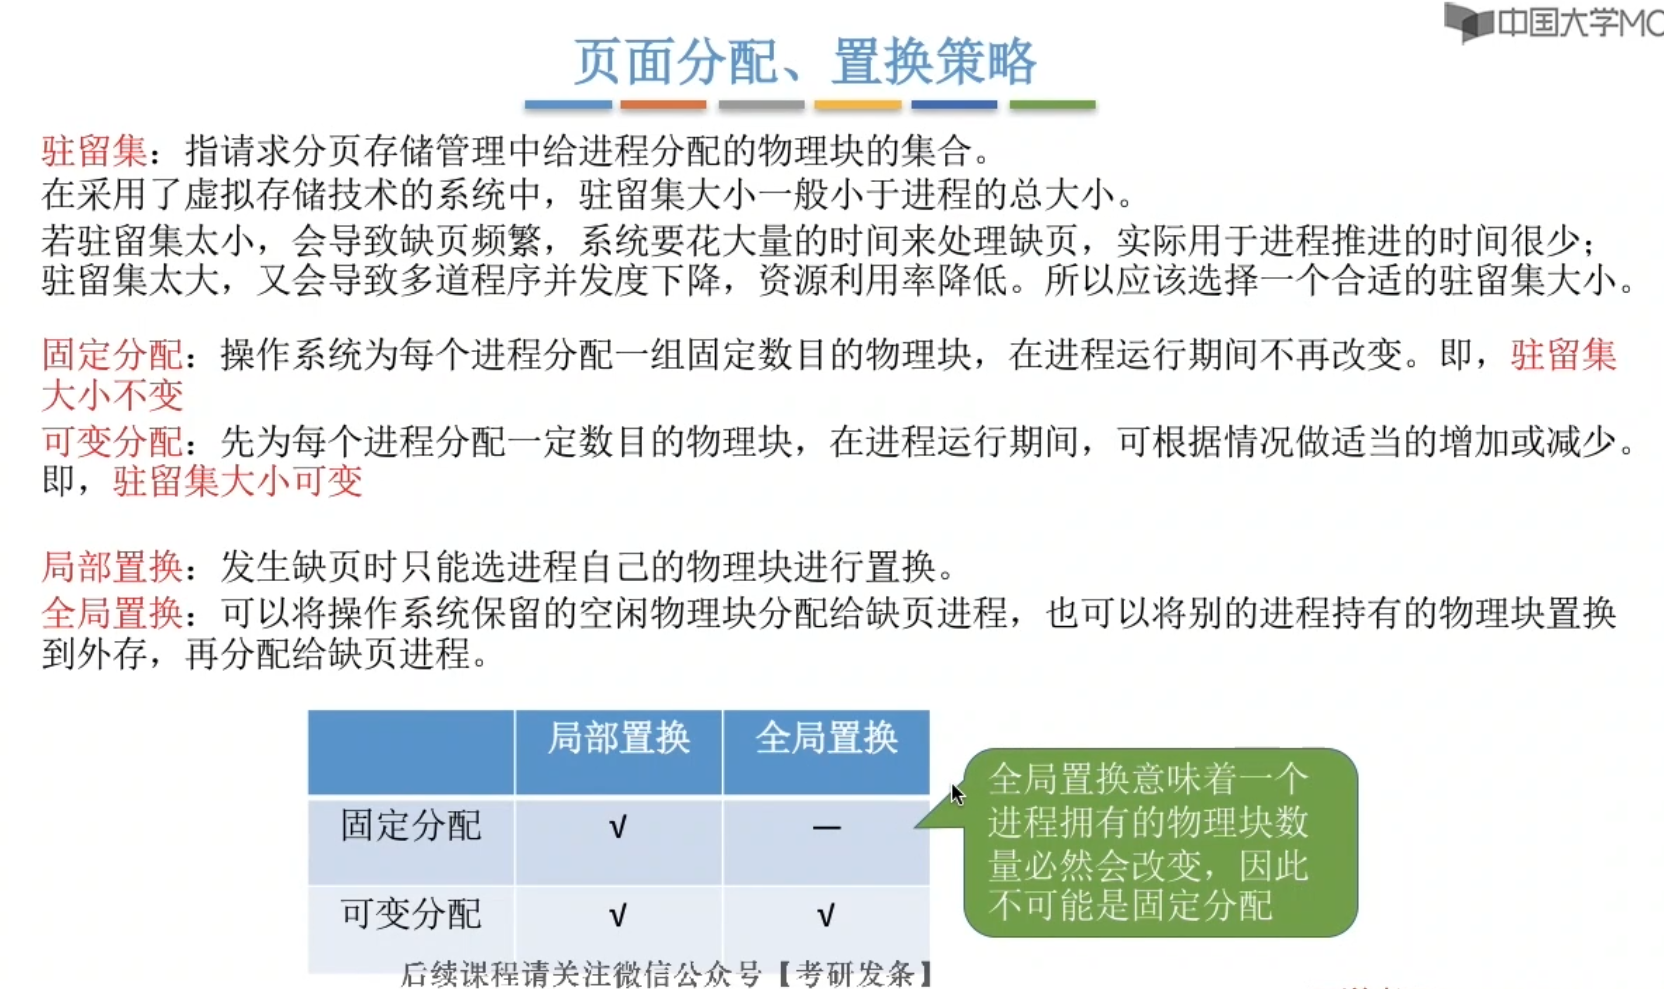 中国大学MO
页面分配、置换策略
驻留集：指请求分页存储管理中给进程分配的物理块的集合。
在采用了虚拟存储技术的系统中，驻留集大小一般小于进程的总大小。
若驻留集太小，会导致缺页频繁，系统要花大量的时间来处理缺页，实际用于进程推进的时间很少；
驻留集太大，又会导致多道程序并发度下降，资源利用率降低。所以应该选择一个合适的驻留集大小。
固定分配：操作系统为每个进程分配一组固定数目的物理块，在进程运行期间不再改变。即，驻留集
大小不变
可变分配：先为每个进程分配一定数目的物理块，在进程运行期间，可根据情况做适当的增加或减少。
即，驻留集大小可变
局部置换：发生缺页时只能选进程自己的物理块进行置换。
全局置换：可以将操作系统保留的空闲物理块分配给缺页进程，也可以将别的进程持有的物理块置换
到外存，再分配给缺页进程。
局部置换 全局置换
固定分配 √ —
可变分配 √ √
全局置换意味着一个
进程拥有的物理块数
量必然会改变，因此
不可能是固定分配
后续课程请关注微信公众号【考研发条】